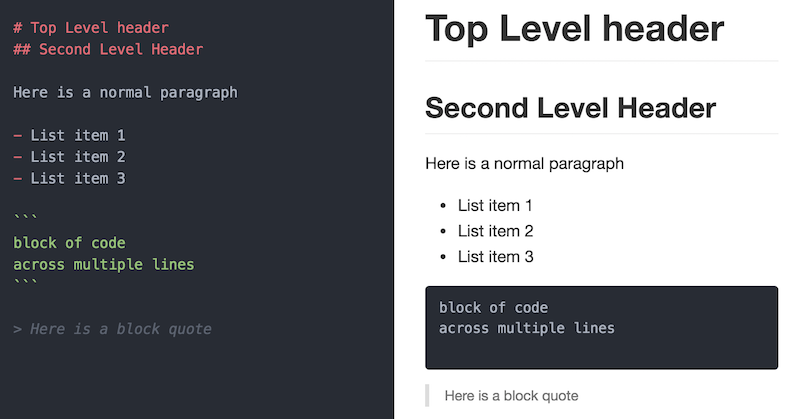 # Top Level header
## Second Level Header
Here is a normal paragraph
- List item 1
- List item 2
- List item 3
```
block of code
across multiple lines
```
> Here is a block quote
Top Level header
Second Level Header
Here is a normal paragraph
• List item 1
• List item 2
• List item 3
block of code
across multiple lines
Here is a block quote